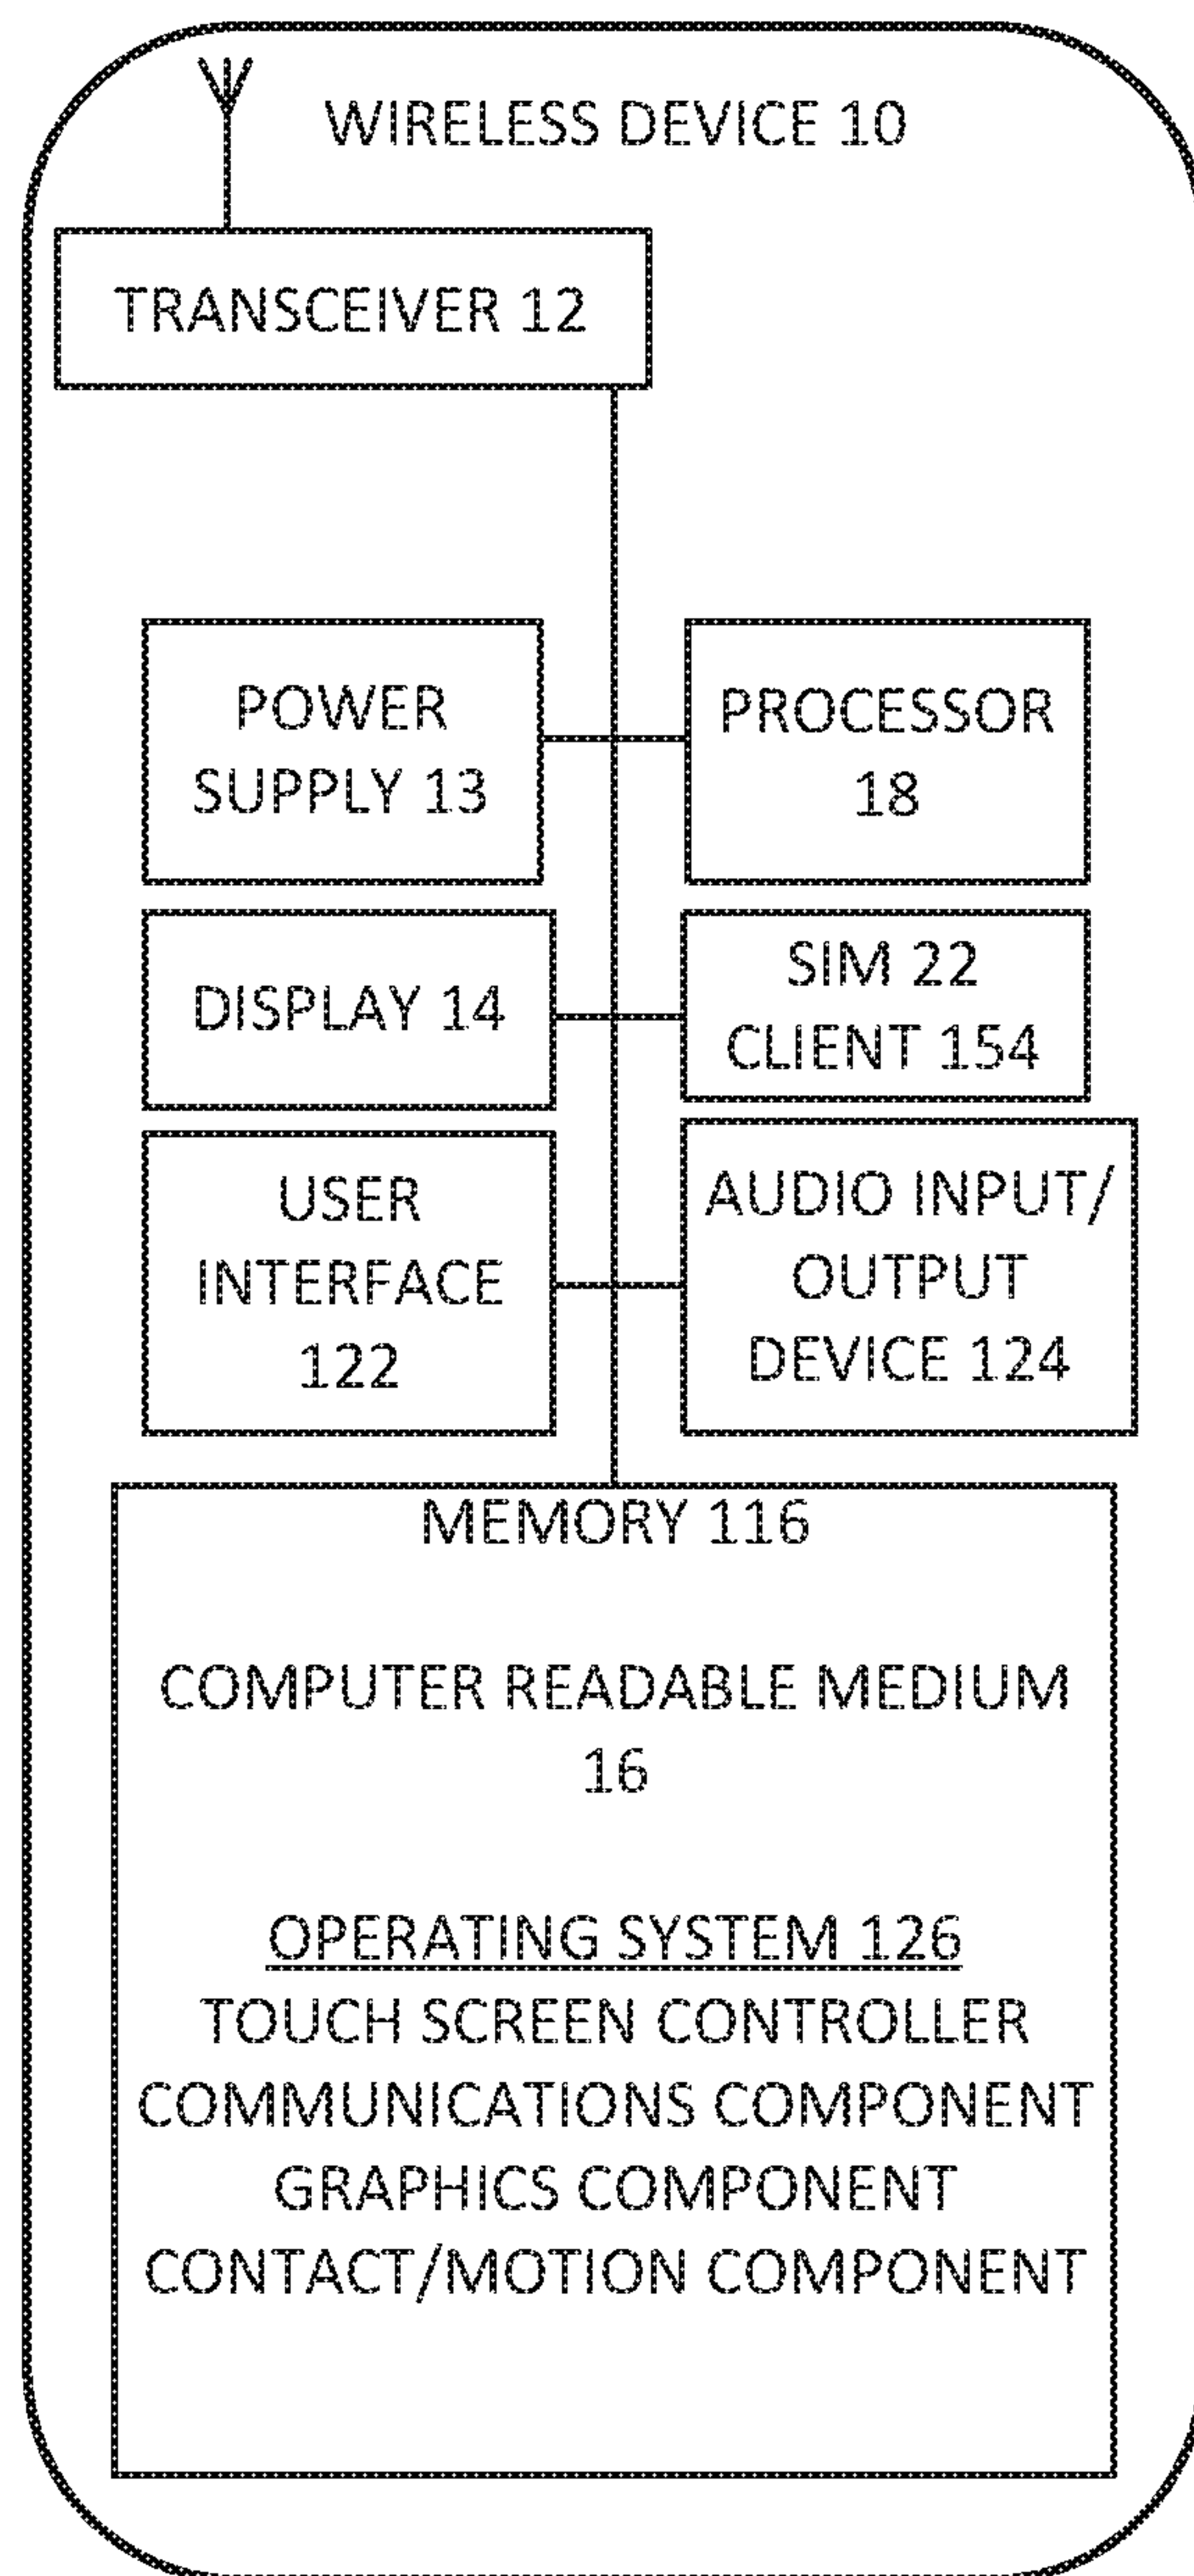 WIRELESS DEVICE 10
TRANSCEIVER 12
POWER
SUPPLY 13
PROCESSOR
18
DISPLAY 14
SIM 22
CLIENT 154
USER
INTERFACE
122
AUDIO INPUT/
OUTPUT
DEVICE 124
MEMORY 116
COMPUTER READABLE MEDIUM
16
OPERATING SYSTEM 126
TOUCH SCREEN CONTROLLER
COMMUNICATIONS COMPONENT
GRAPHICS COMPONENT
CONTACT/MOTION COMPONENT